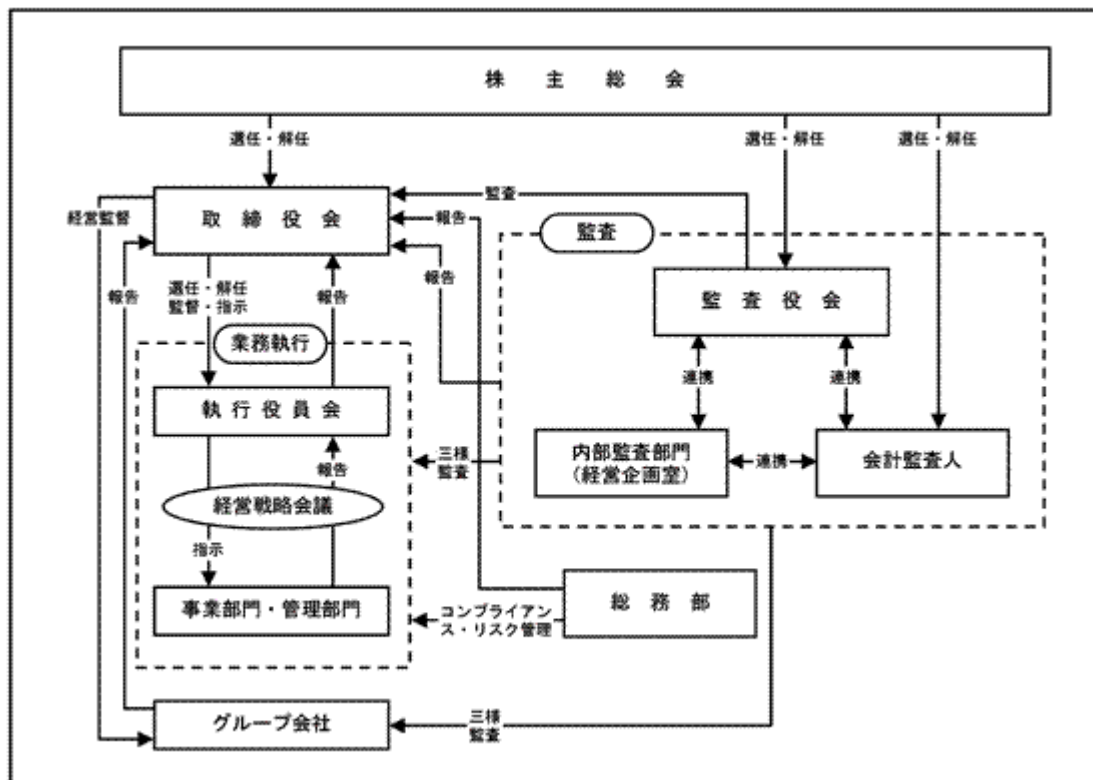 株主総会
選任・解任
選任・解任
選任・解任
取締役会
監査
経営監督
報告
監査
報告
報告
選任・解任
監督・指示
報告
監査役会
業務執行
執行役員会
連携
連携
内部監査部門
(経営企画室)
連携
会計監査人
三様
監査
報告
経営戦略会議
指示
事業部門・管理部門
総務部
コンプライアン
ス・リスク管理
グループ会社
三様
監査